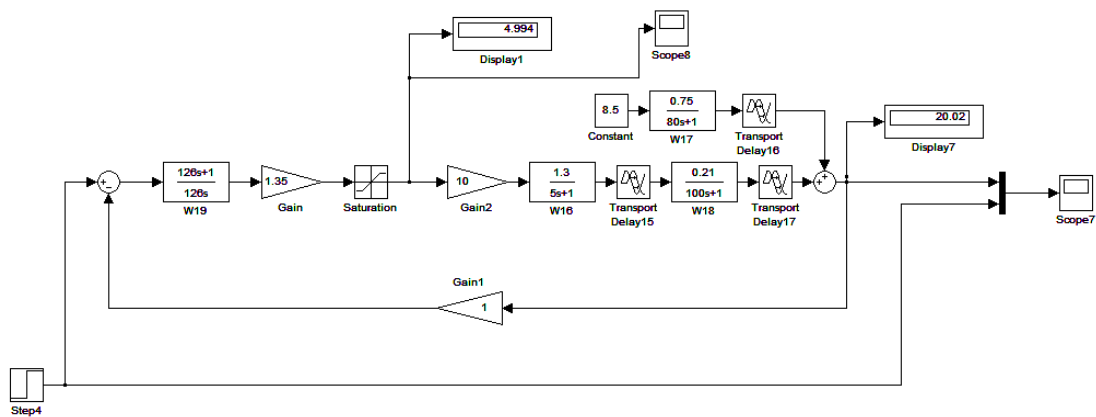 4.994
Display1
Scope8
8.5
Constant
0.75
80s+1
W17
Transport
Delay16
20.02
Display7
126s+1
126s
W19
1.35
Gain
Saturation
10
Gain2
1.3
5s+1
W16
Transport
Delay15
0.21
100s+1
W18
Transport
Delay17
+
+
−
Scope7
Gain1
1
Step4